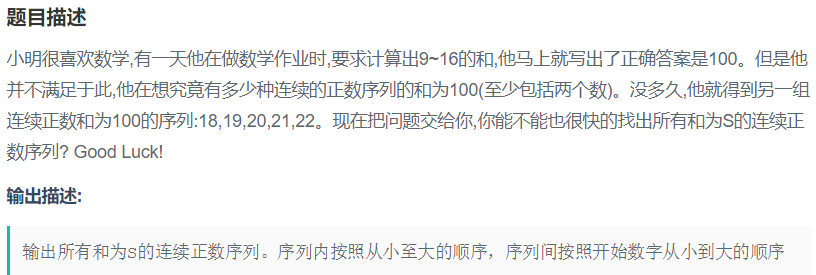 题目描述
小明很喜欢数学,有一天他在做数学作业时,要求计算出9~16的和,他马上就写出了正确答案是100。但是他
并不满足于此,他在想究竟有多少种连续的正数序列的和为100(至少包括两个数)。没多久,他就得到另一组
连续正数和为100的序列:18,19,20,21,22。现在把问题交给你,你能不能也很快的找出所有和为S的连续正
数序列? Good Luck!
输出描述:
输出所有和为S的连续正数序列。序列内按照从小至大的顺序，序列间按照开始数字从小到大的顺序